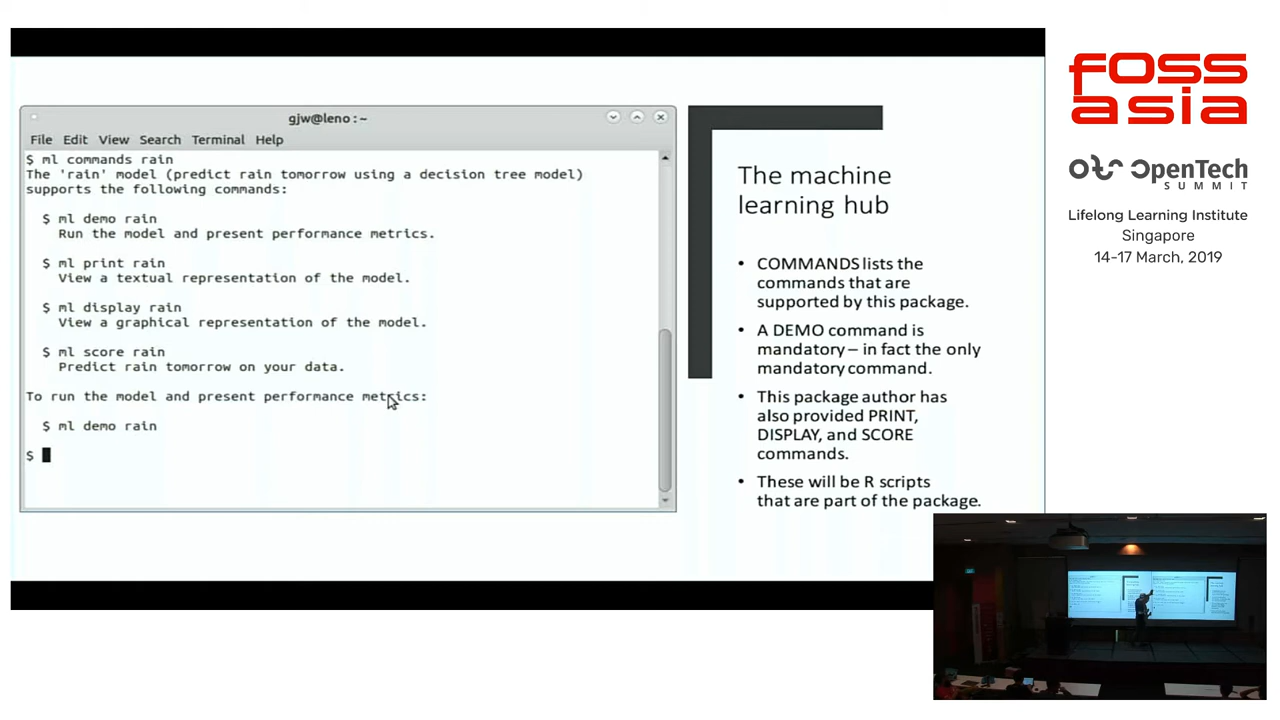 gjw@leno:~
File Edit View Search Terminal Help
$ ml commands rain
The 'rain' model (predict rain tomorrow using a decision tree model)
supports the following commands:
$ ml demo rain
Run the model and present performance metrics.
$ ml print rain
View a textual representation of the model.
$ ml display rain
View a graphical representation of the model.
$ ml score rain
Predict rain tomorrow on your data.
To run the model and present performance metrics:
$ ml demo rain
$
The machine
learning hub
• COMMANDS lists the
commands that are
supported by this package.
• A DEMO command is
mandatory – in fact the only
mandatory command.
• This package author has
also provided PRINT,
DISPLAY, and SCORE
commands.
• These will be R scripts
that are part of the package.
FOSS
asia
OpenTech
SUMMIT
Lifelong Learning Institute
Singapore
14-17 March, 2019